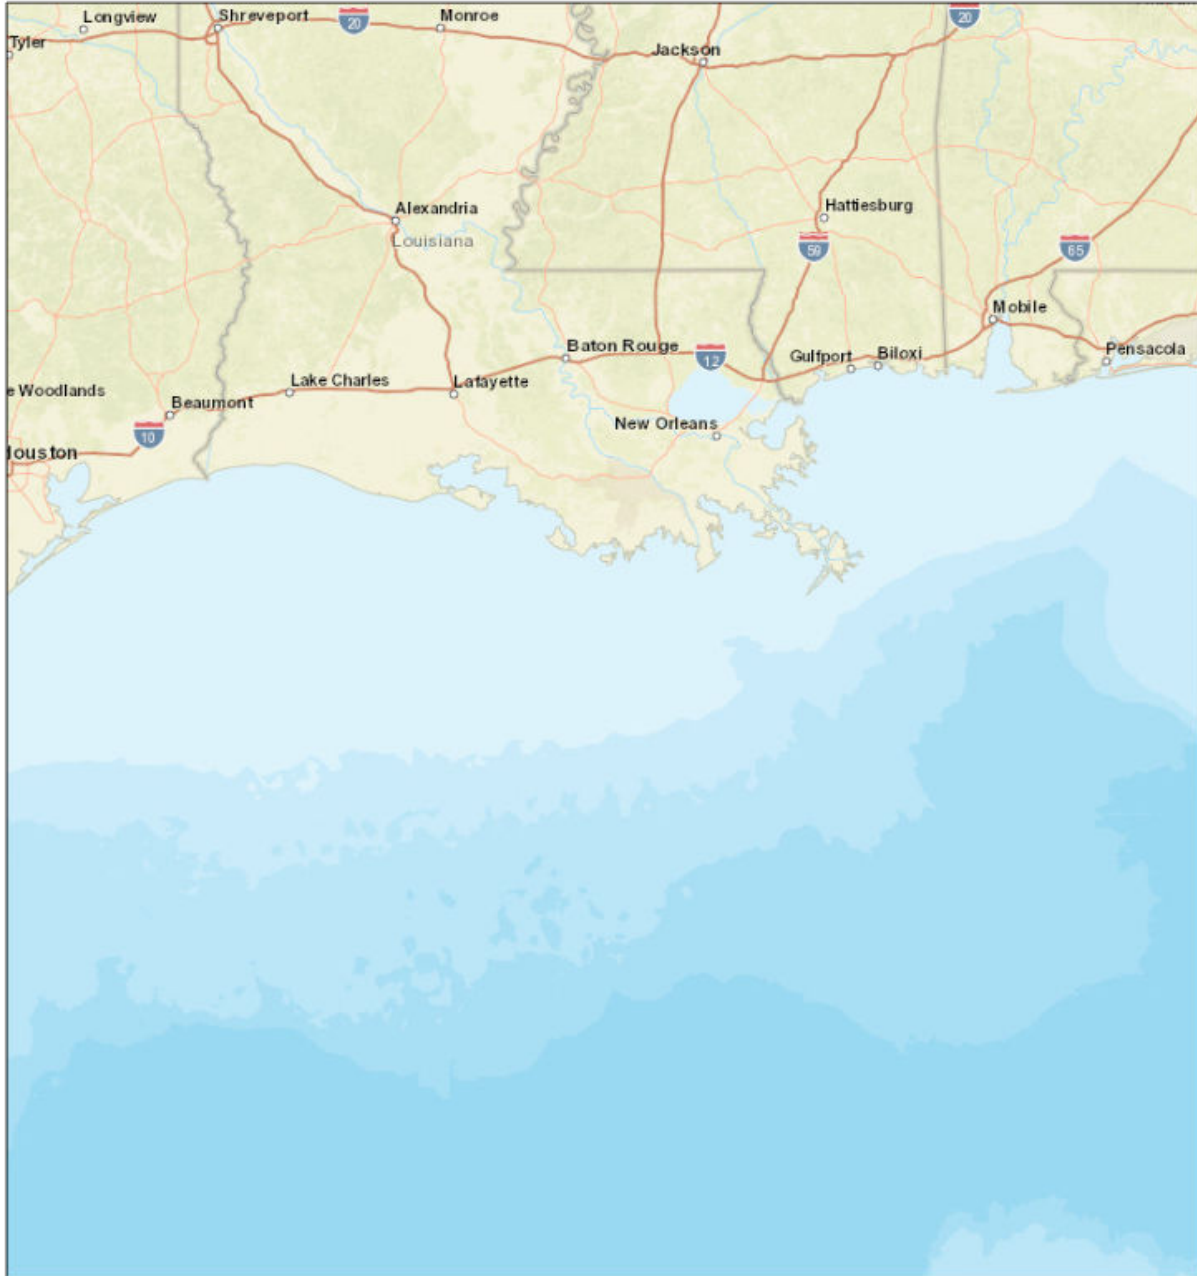 Longview
Shreveport
20
Monroe
20
Tyler
Jackson
Alexandria
Louisiana
Hattiesburg
59
65
Mobile
Baton Rouge
12
Gulfport
Biloxi
Pensacola
e Woodlands
Lake Charles
Lafayette
Beaumont
10
New Orleans
Houston